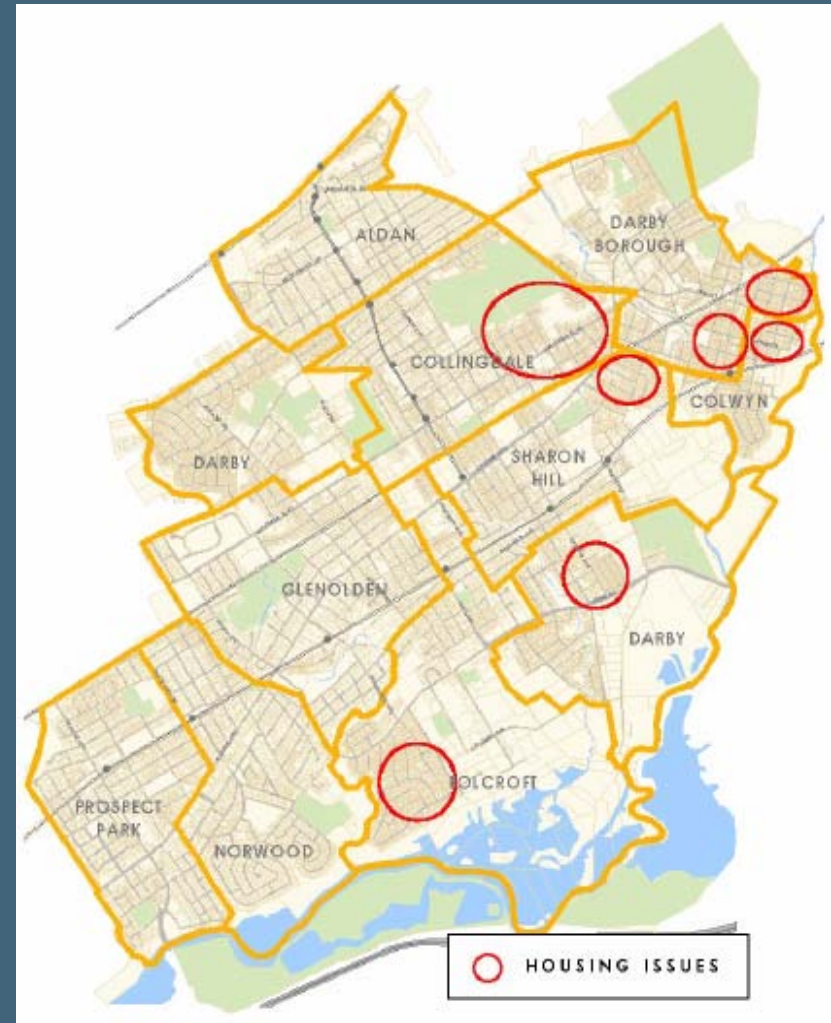 ALDAN
DARBY
BOROUGH
COLLINGDALE
COLWYN
DARBY
SHARON
HILL
GLENOLDEN
DARBY
FOLCROFT
PROSPECT
PARK
NORWOOD
HOUSING ISSUES